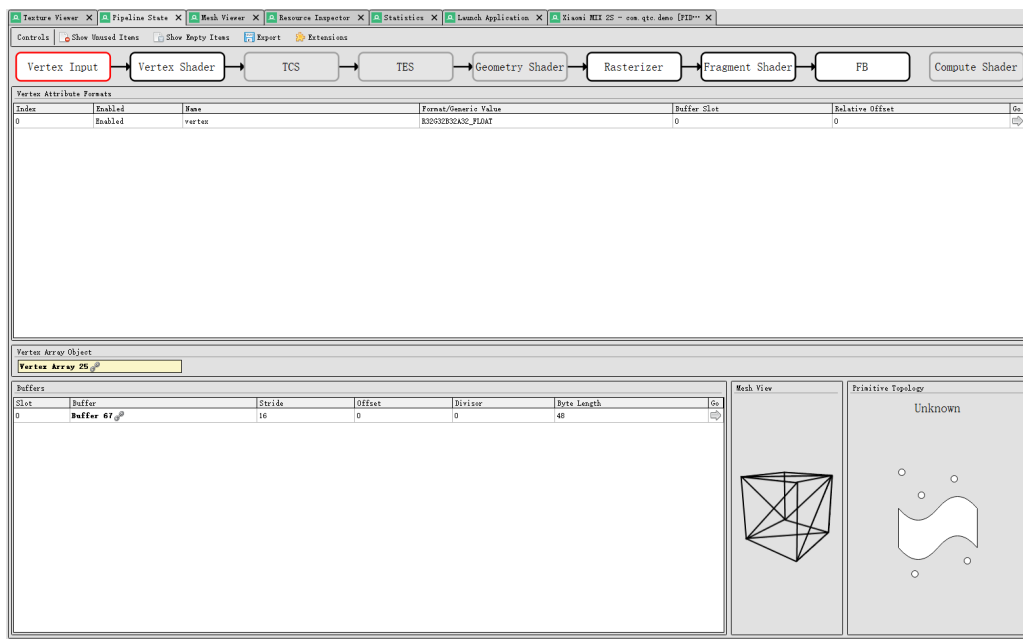 Texture Viewer X Pipeline State X Mesh Viewer X Resource Inspector X Statistics X Launch Application X Xiaomi MIX 2S - com.qtc.demo [PID… X
Controls Show Unused Items Show Empty Items Export Extensions
Vertex Input Vertex Shader TCS TES Geometry Shader Rasterizer Fragment Shader FB Compute Shader
Vertex Attribute Formats
Index Enabled Name Format/Generic Value Buffer Slot Relative Offset Go
0 Enabled vertex R32G32B32A32_FLOAT 0 0
Vertex Array Object
Vertex Array 25
Buffers
Slot Buffer Stride Offset Divisor Byte Length Go
0 Buffer 67 16 0 0 48
Mesh View
Primitive Topology
Unknown